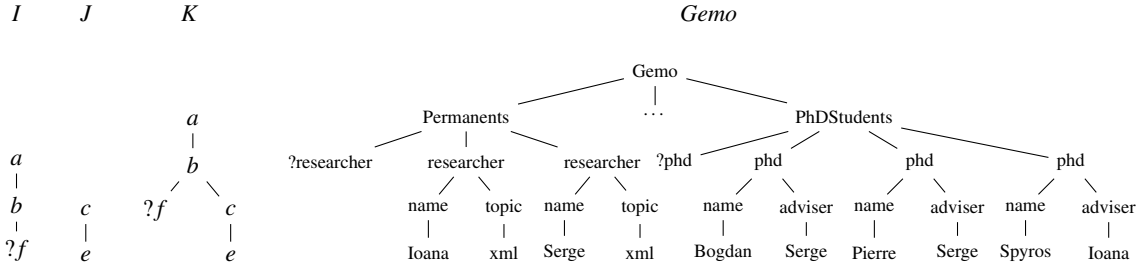 I J K Gemo
Gemo
a Permanents ... PhDStudents
a b ?researcher researcher researcher ?phd phd phd phd
b c ?f c name topic name topic name adviser name adviser name adviser
?f e e Ioana xml Serge xml Bogdan Serge Pierre Serge Spyros Ioana